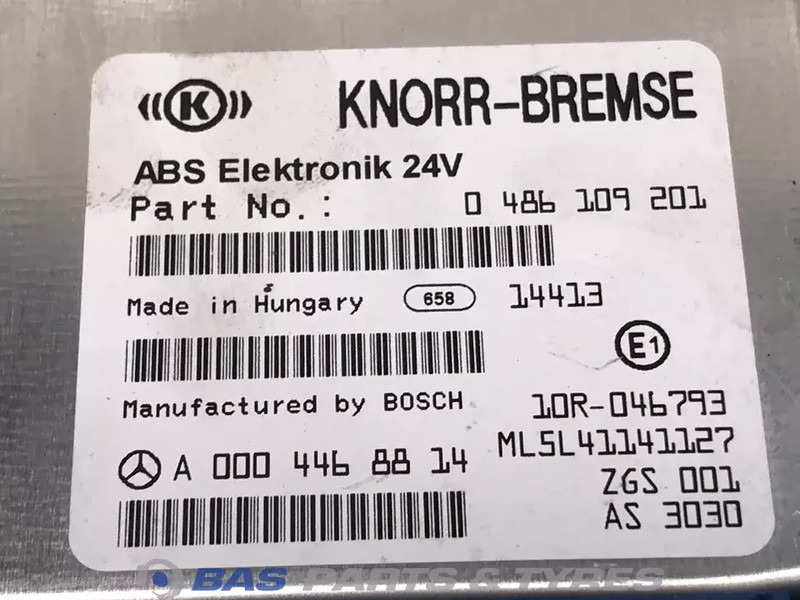 K KNORR-BREMSE
ABS Elektronik 24V
Part No.: 0 486 109 201
Made in Hungary 658 14413
E1
Manufactured by BOSCH 10R-046793
ML5L41141127
A 000 446 88 14 ZGS 001
AS 3030
BAS PARTS & TYRES